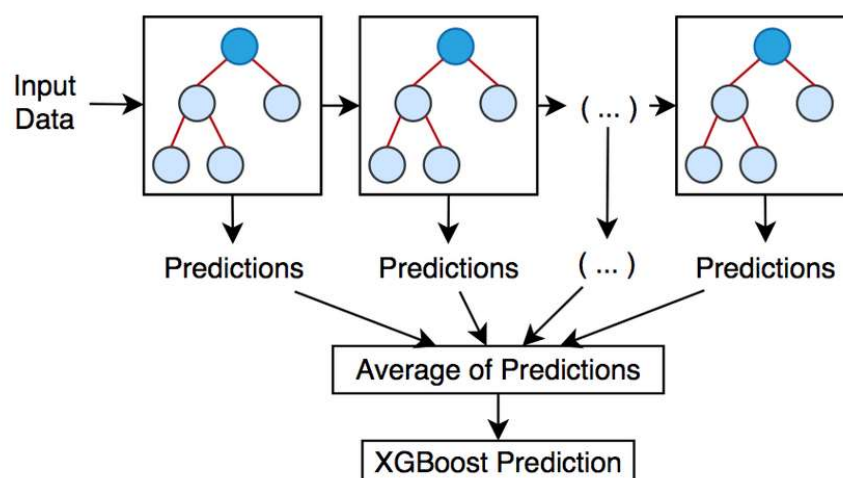 Input
Data
( ... )
Predictions
Predictions
( ... )
Predictions
Average of Predictions
XGBoost Prediction